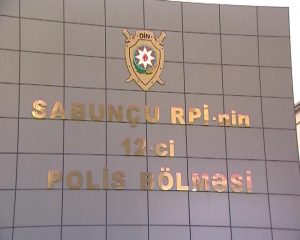 DİN
SABUNÇU RPİ-nin
12-ci
POLİS BÖLMƏSİ